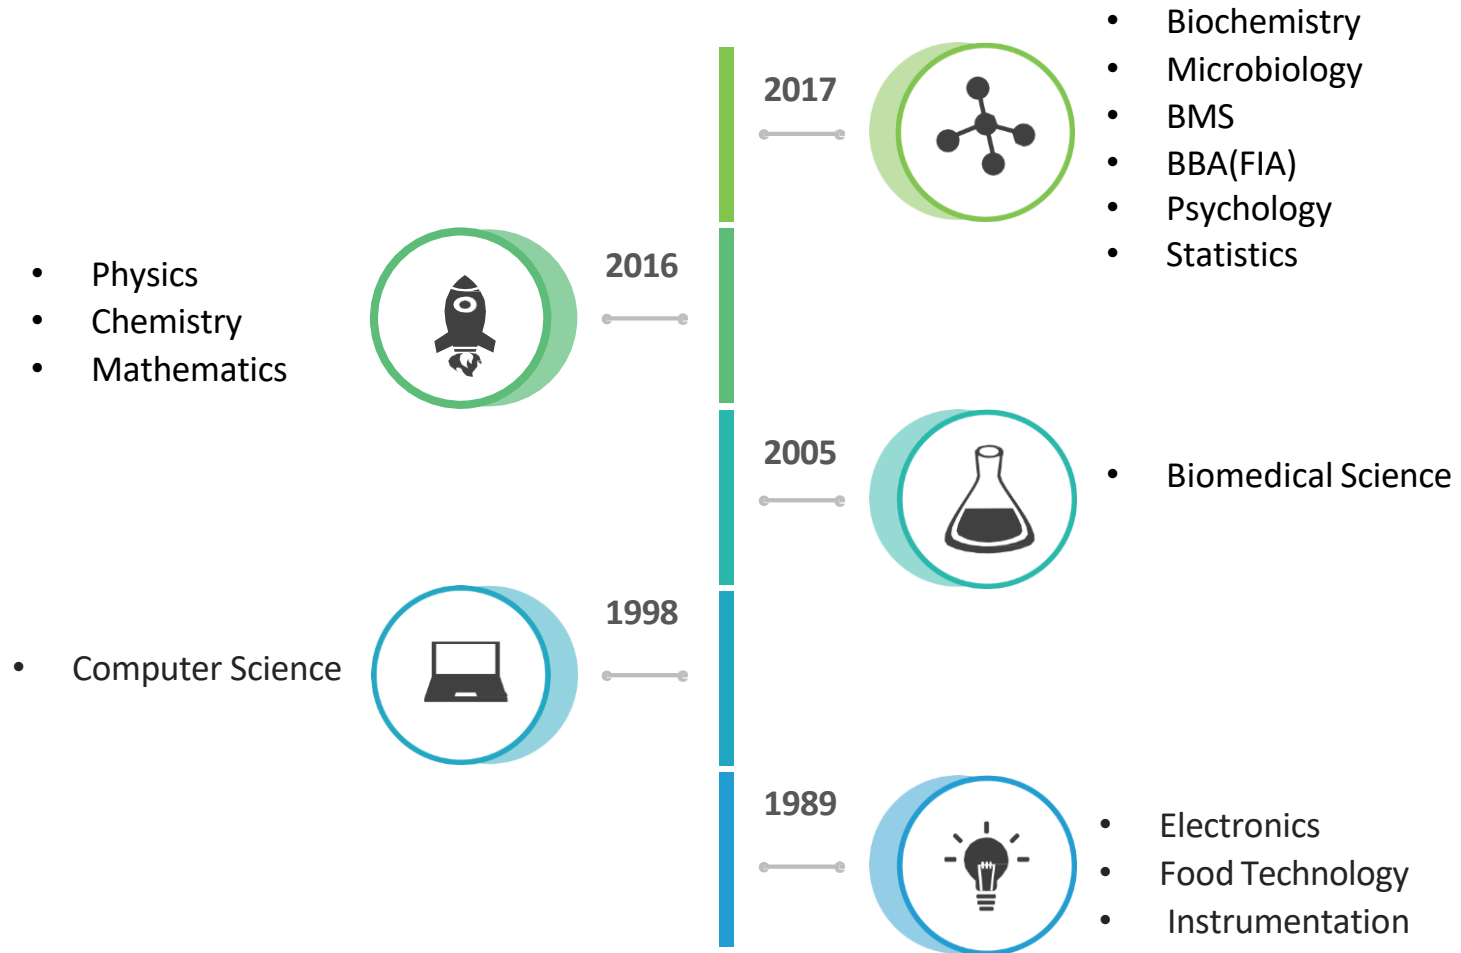 2017
• Biochemistry
• Microbiology
• BMS
• BBA(FIA)
• Psychology
• Statistics
2016
• Physics
• Chemistry
• Mathematics
2005
• Biomedical Science
1998
• Computer Science
1989
• Electronics
• Food Technology
• Instrumentation